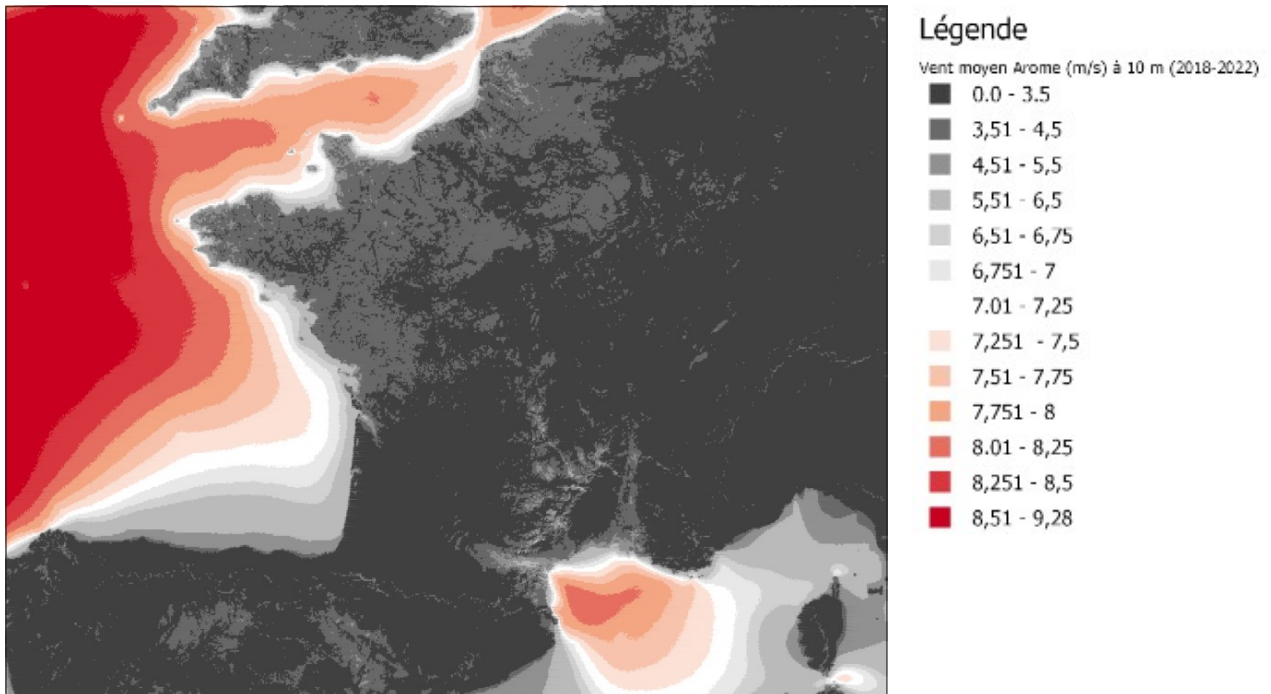 Légende
Vent moyen Arome (m/s) à 10 m (2018-2022)
0.0 - 3.5
3,51 - 4,5
4,51 - 5,5
5,51 - 6,5
6,51 - 6,75
6,751 - 7
7.01 - 7,25
7,251 - 7,5
7,51 - 7,75
7,751 - 8
8.01 - 8,25
8,251 - 8,5
8,51 - 9,28